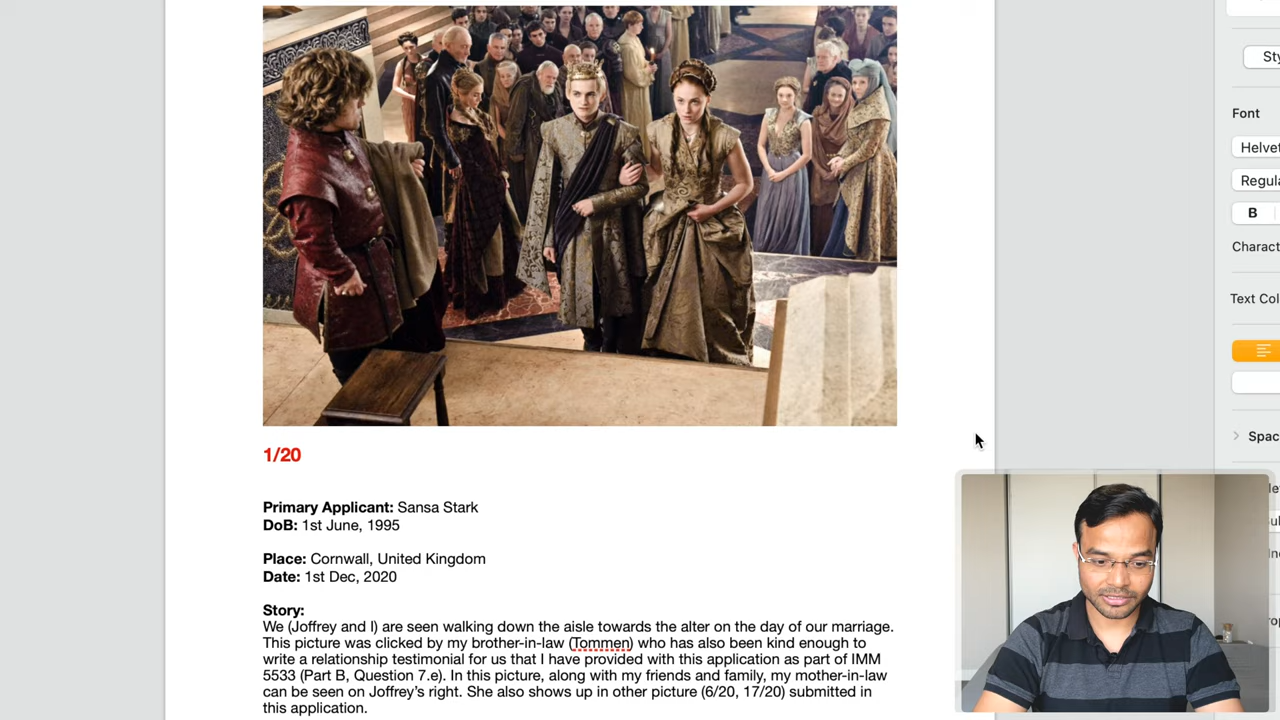 Sty
Font
Helvet
Regula
B
Charact
Text Col
Spac
1/20
Primary Applicant: Sansa Stark
DoB: 1st June, 1995
Place: Cornwall, United Kingdom
Date: 1st Dec, 2020
Story:
We (Joffrey and I) are seen walking down the aisle towards the alter on the day of our marriage.
This picture was clicked by my brother-in-law (Tommen) who has also been kind enough to
write a relationship testimonial for us that I have provided with this application as part of IMM
5533 (Part B, Question 7.e). In this picture, along with my friends and family, my mother-in-law
can be seen on Joffrey’s right. She also shows up in other picture (6/20, 17/20) submitted in
this application.